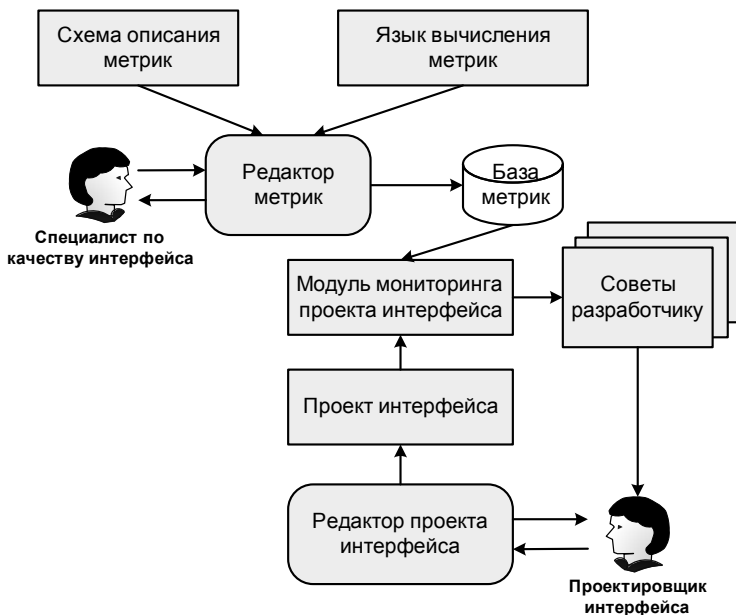 Схема описания
метрик
Язык вычисления
метрик
Редактор
метрик
База
метрик
Специалист по
качеству интерфейса
Модуль мониторинга
проекта интерфейса
Советы
разработчику
Проект интерфейса
Редактор проекта
интерфейса
Проектировщик
интерфейса